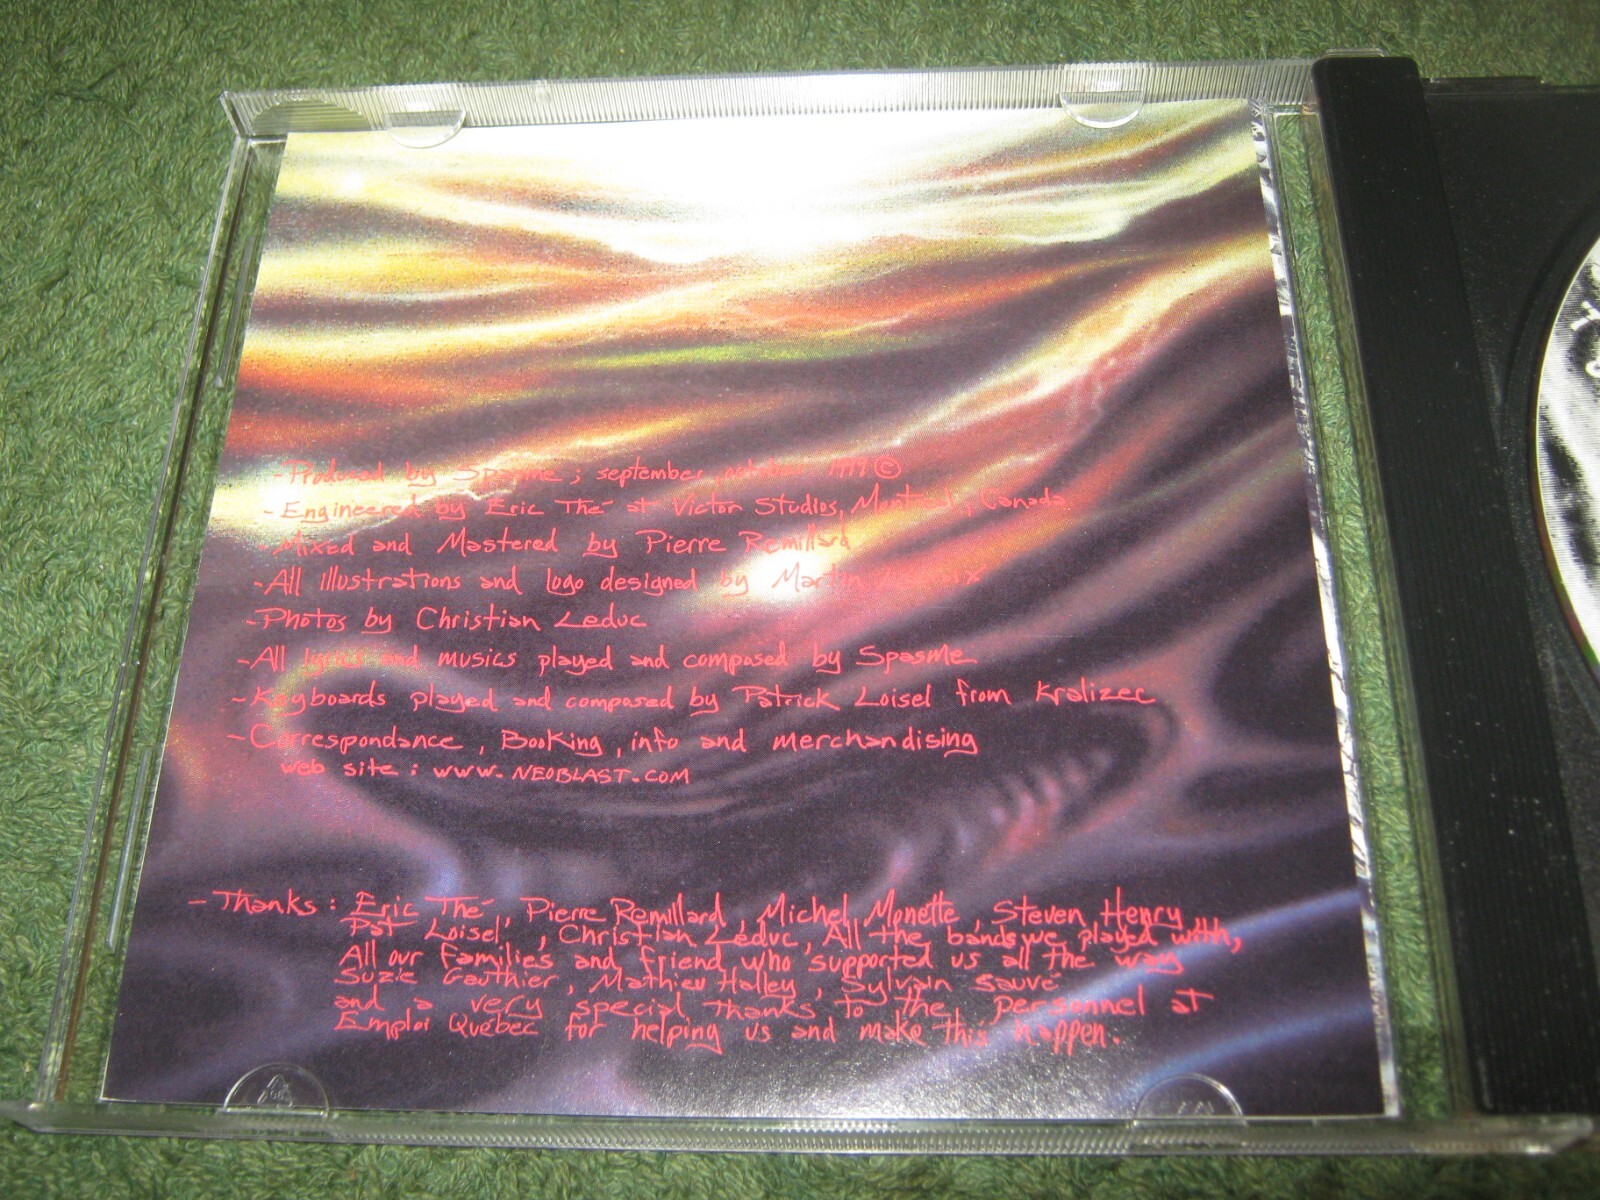 - Produced by Spasme ; september, october 1999 ©
- Engineered by Eric Thé at Victor Studios, Montreal, Canada.
- Mixed and Mastered by Pierre Remillard
- All illustrations and logo designed by Martin
- Photos by Christian Leduc
- All lyrics and musics played and composed by Spasme
- Keyboards played and composed by Patrick Loisel from Kralizec
- Correspondance, Booking, info and merchandising
web site : www.NEOBLAST.COM
- Thanks : Eric Thé, Pierre Remillard, Michel Monette, Steven Henry
Pat Loisel, Christian Leduc, All the bands we played with,
All our families and friend who supported us all the way
Suzie Gauthier, Mathieu Halley, Sylvain Sauvé
and a very special thanks to the personnel at
Emploi Québec for helping us and make this happen.